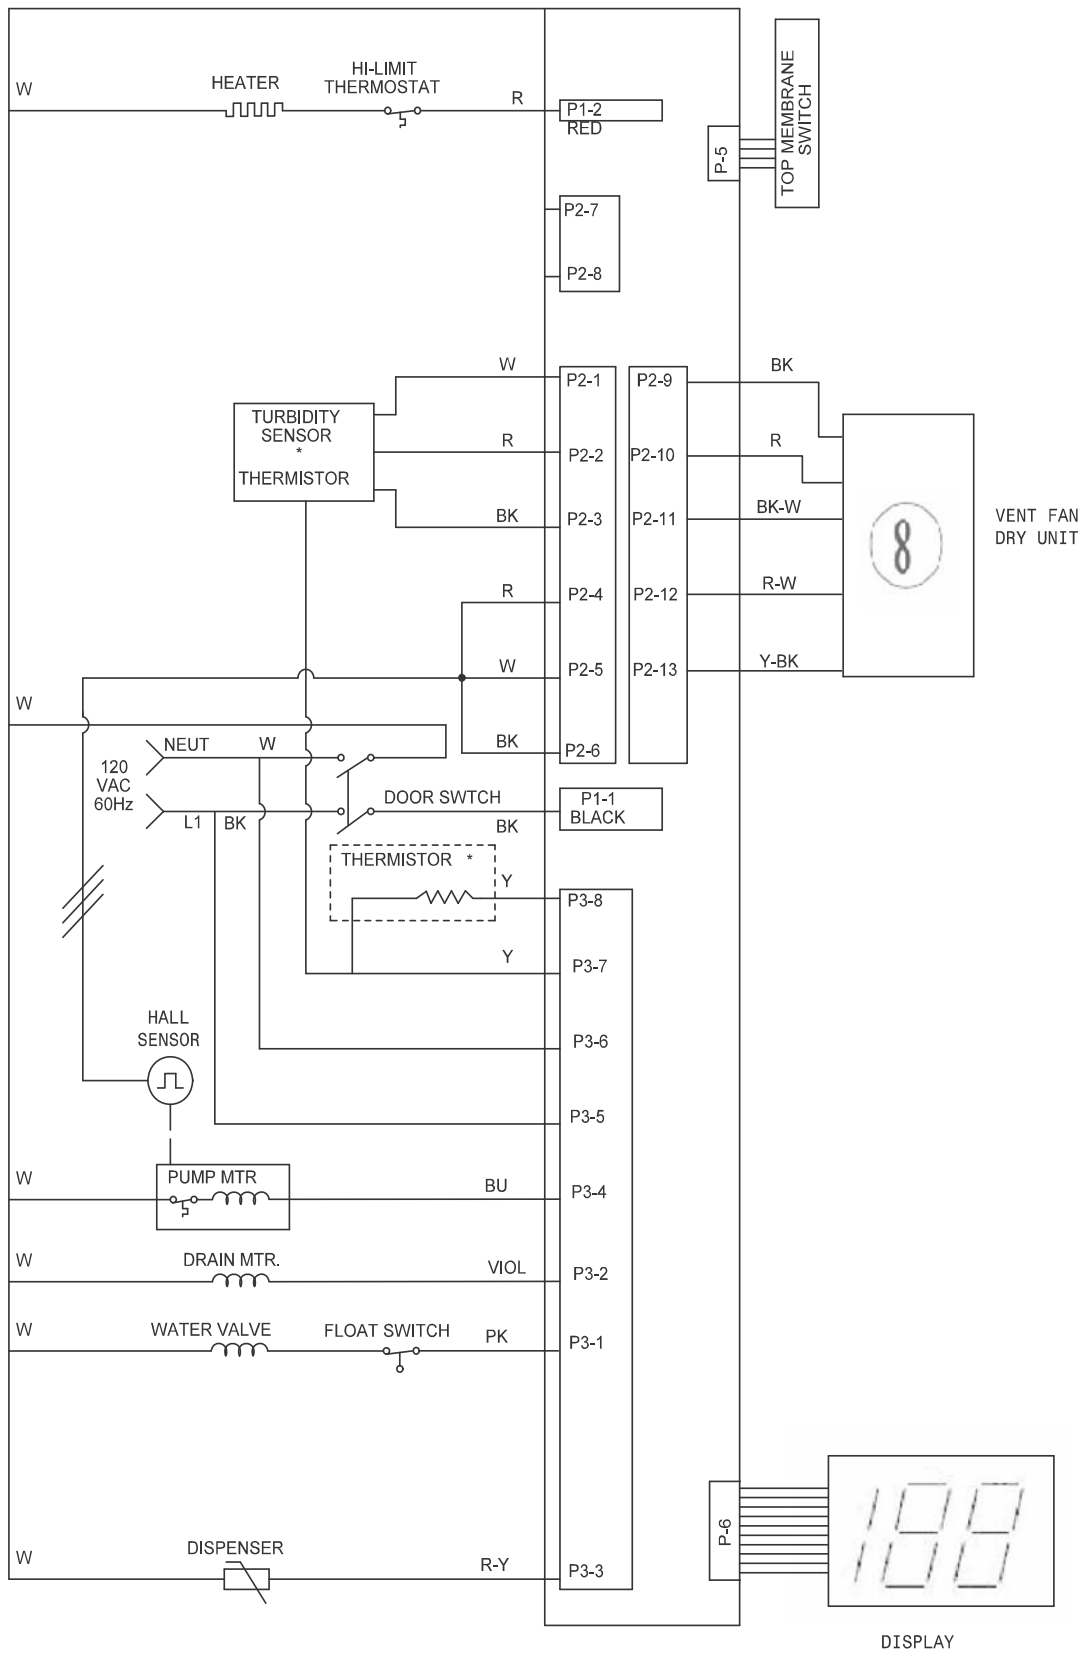 HI-LIMIT
THERMOSTAT
HEATER
W
R
P1-2
RED
P-5
TOP MEMBRANE
SWITCH
P2-7
P2-8
W
P2-1
P2-9
BK
TURBIDITY
SENSOR
*
THERMISTOR
R
P2-2
P2-10
R
BK
P2-3
P2-11
BK-W
8
VENT FAN
DRY UNIT
R
P2-4
P2-12
R-W
W
P2-5
P2-13
Y-BK
W
NEUT
W
BK
P2-6
120
VAC
60Hz
L1
BK
DOOR SWTCH
BK
P1-1
BLACK
THERMISTOR *
Y
P3-8
Y
P3-7
HALL
SENSOR
P3-6
P3-5
W
PUMP MTR
BU
P3-4
W
DRAIN MTR.
VIOL
P3-2
W
WATER VALVE
FLOAT SWITCH
PK
P3-1
P-6
188
W
DISPENSER
R-Y
P3-3
DISPLAY